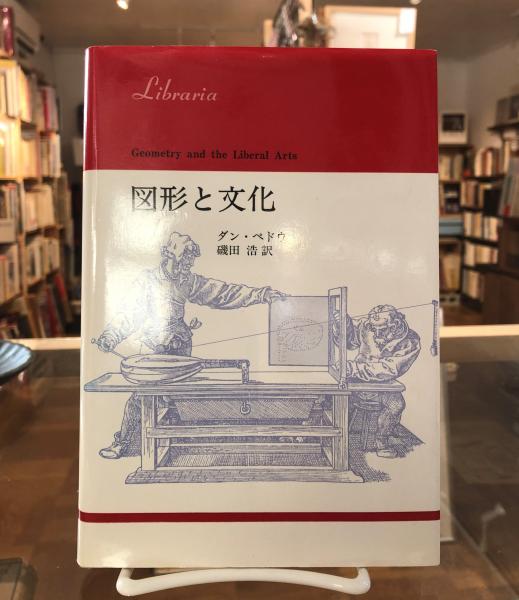 Libraria
Geometry and the Liberal Arts
図形と文化
ダン・ペドウ
磯田 浩 訳